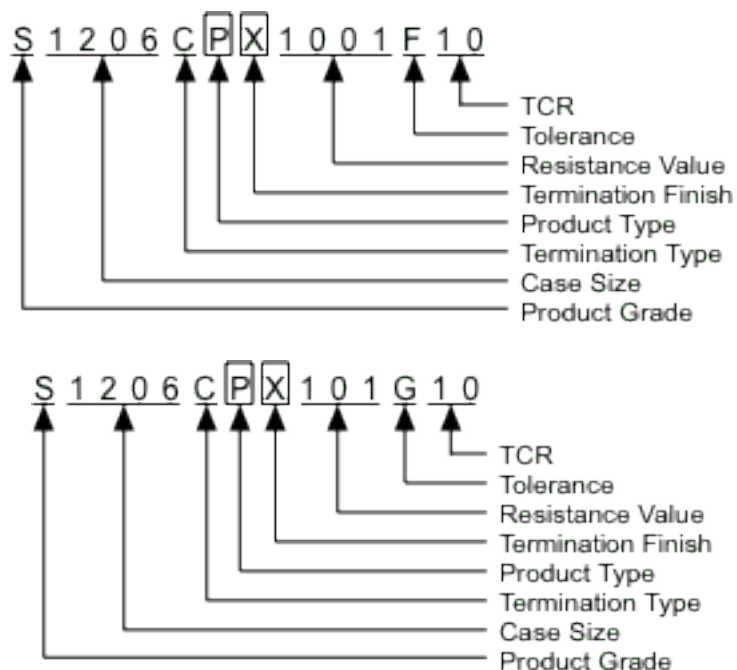 S 1 2 0 6 C P X 1 0 0 1 F 1 0
TCR
Tolerance
Resistance Value
Termination Finish
Product Type
Termination Type
Case Size
Product Grade
S 1 2 0 6 C P X 1 0 1 G 1 0
TCR
Tolerance
Resistance Value
Termination Finish
Product Type
Termination Type
Case Size
Product Grade